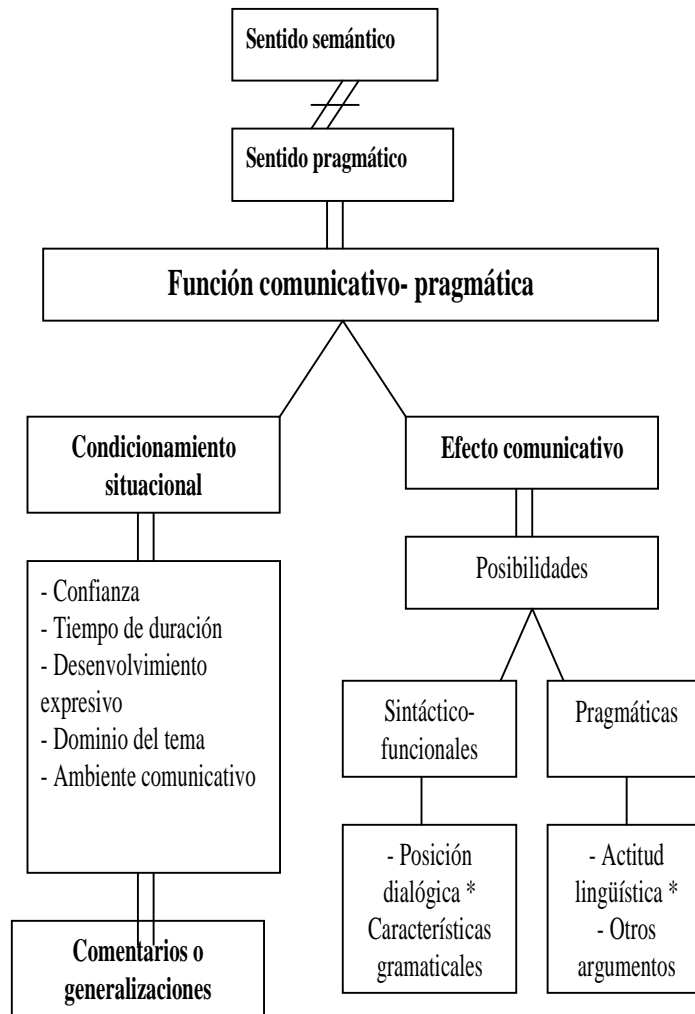 Sentido semántico
Sentido pragmático
Función comunicativo- pragmática
Condicionamiento
situacional
Efecto comunicativo
- Confianza
- Tiempo de duración
- Desenvolvimiento
expresivo
- Dominio del tema
- Ambiente comunicativo
Posibilidades
Sintáctico-
funcionales
Pragmáticas
- Posición
dialógica *
Características
gramaticales
- Actitud
lingüística *
- Otros
argumentos
Comentarios o
generalizaciones